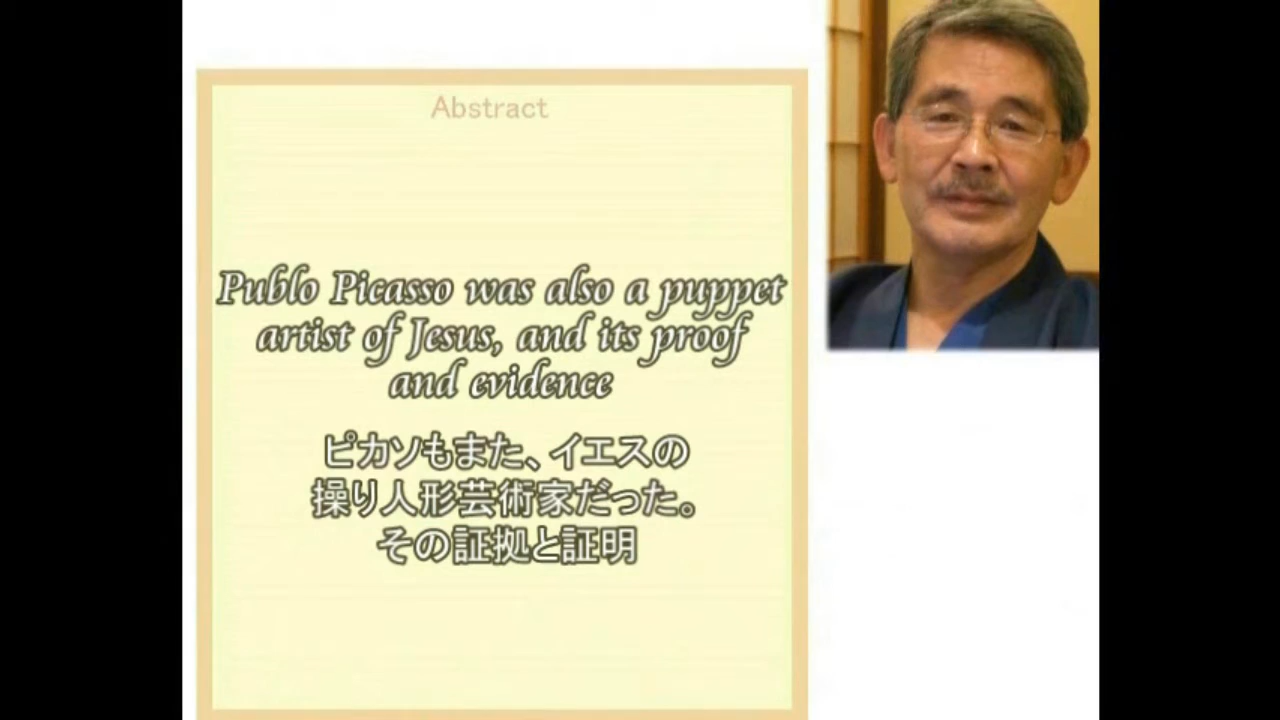 Abstract
Publo Picasso was also a puppet
artist of Jesus, and its proof
and evidence
ピカソもまた、イエスの
操り人形芸術家だった。
その証拠と証明